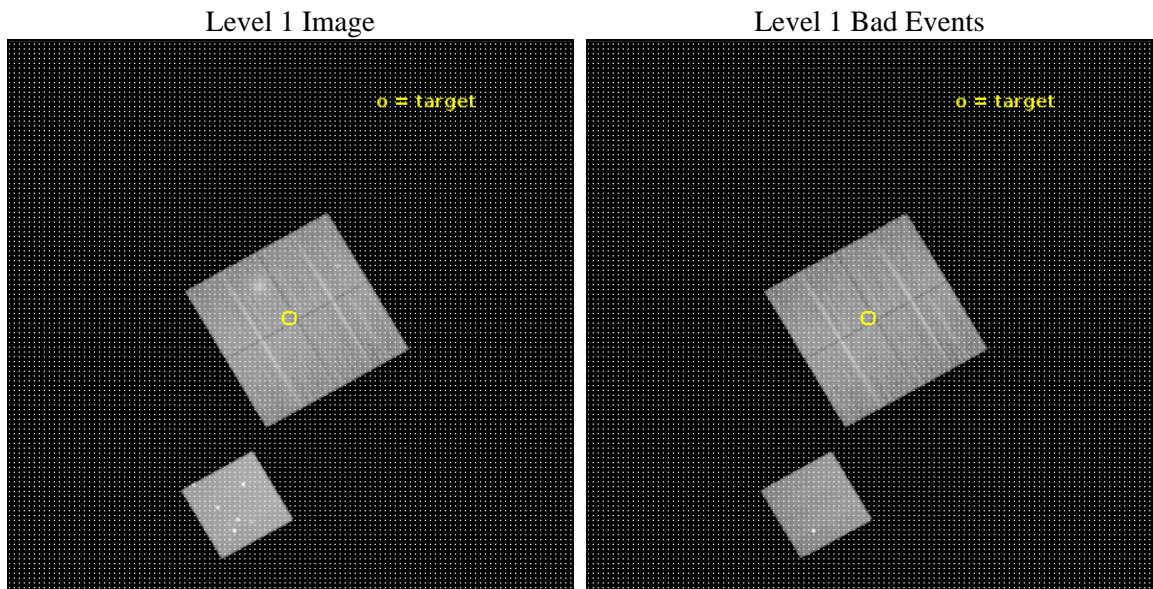 Level 1 Image
Level 1 Bad Events
o = target
o = target